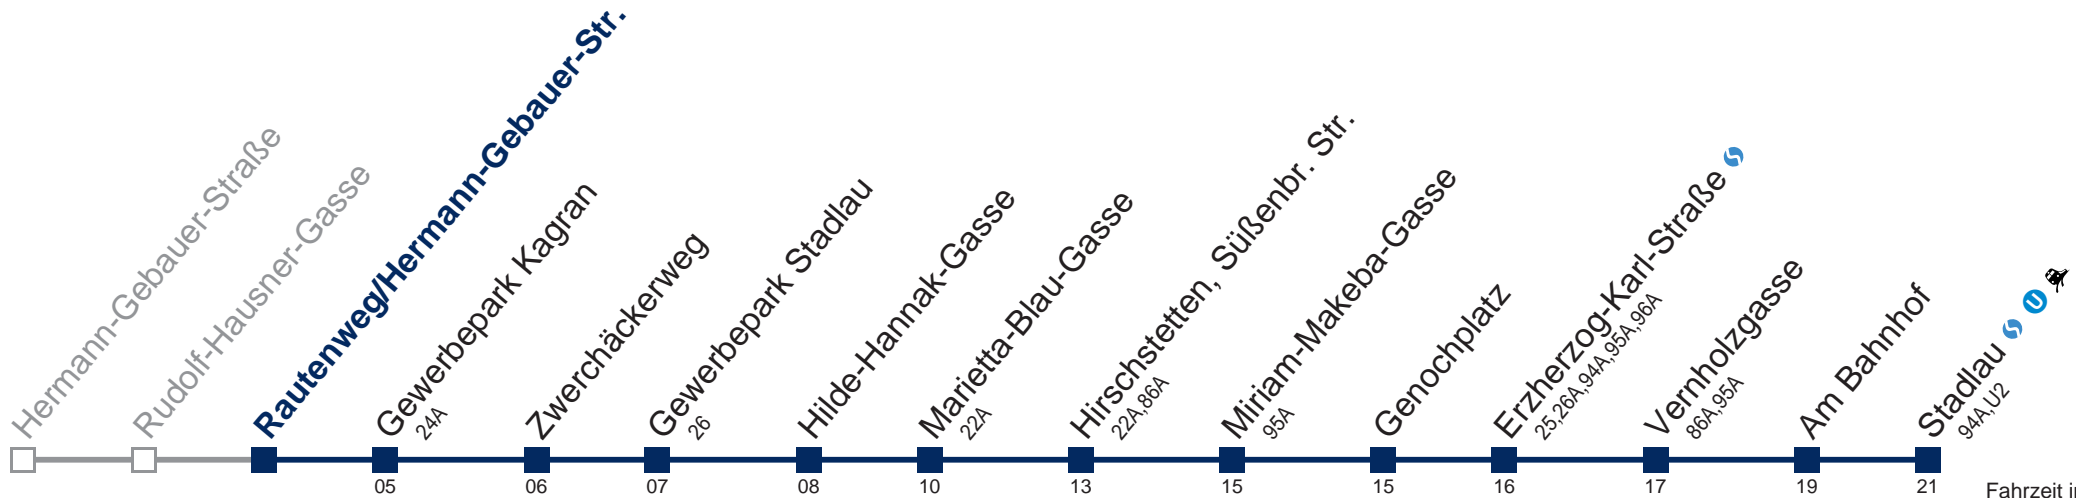 Hermann-Gebauer-Straße
Rudolf-Hausner-Gasse
Rautenweg/Hermann-Gebauer-Str.
Gewerbepark Kagran
24A
Zwerchäckerweg
Gewerbepark Stadlau
26
Hilde-Hannak-Gasse
Marietta-Blau-Gasse
22A
Hirschstetten, Süßenbr. Str.
22A,86A
Miriam-Makeba-Gasse
95A
Genochplatz
Erzherzog-Karl-Straße S
25,26A,94A,95A,96A
Vernholzgasse
86A,95A
Am Bahnhof
Stadlau S U
94A,U2
05 06 07 08 10 13 15 15 16 17 19 21
Fahrzeit in